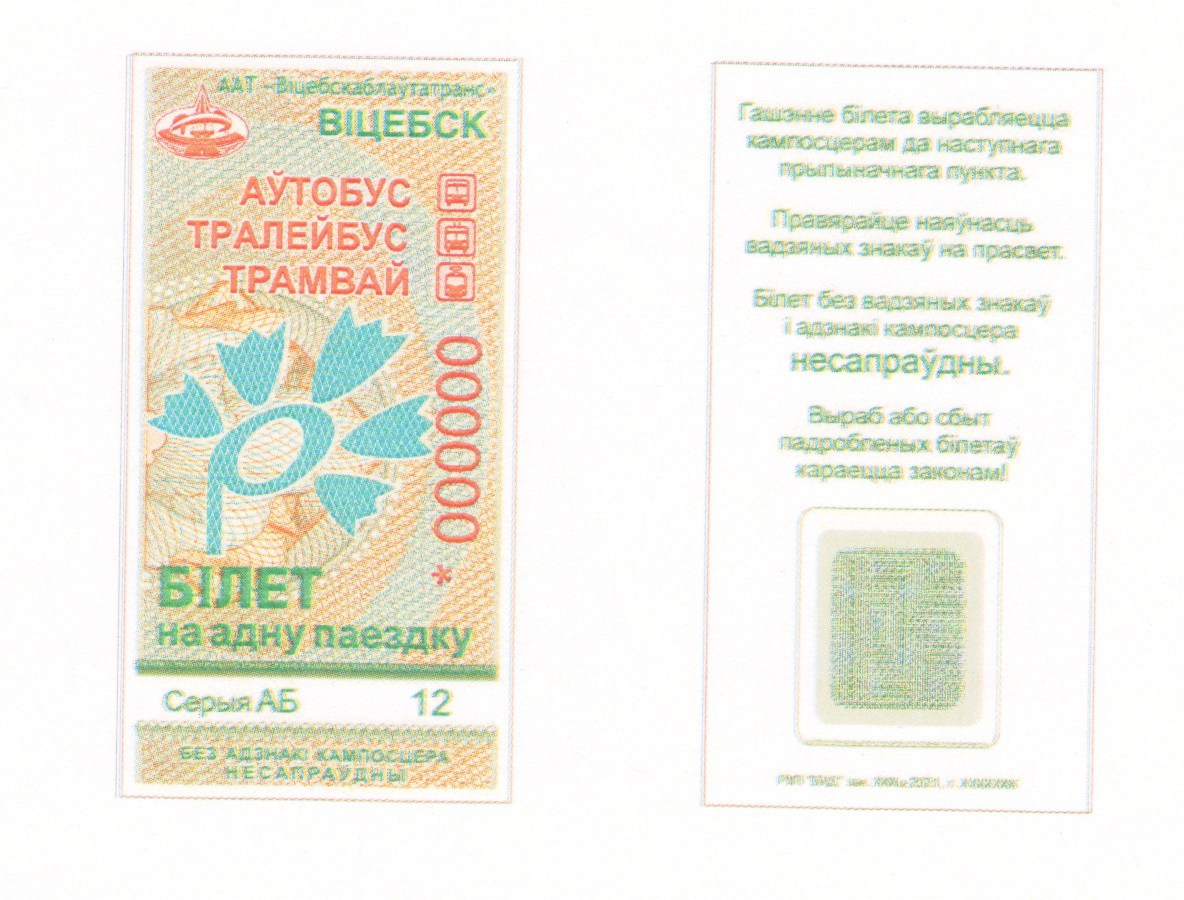 ААТ «Віцебскаблаўтатранс»
ВІЦЕБСК
АЎТОБУС
ТРАЛЕЙБУС
ТРАМВАЙ
000000
*
БІЛЕТ
на адну паездку
Серыя АБ 12
БЕЗ АДЗНАКІ КАМПОСЦЕРА
НЕСАПРАЎДНЫ
Гашэнне білета вырабляецца
кампосцерам да наступнага
прыпыначнага пункта.
Правярайце наяўнасць
вадзяных знакаў на прасвет.
Білет без вадзяных знакаў
і адзнакі кампосцера
несапраўдны.
Выраб або сбыт
падробленых білетаў
караецца законам!